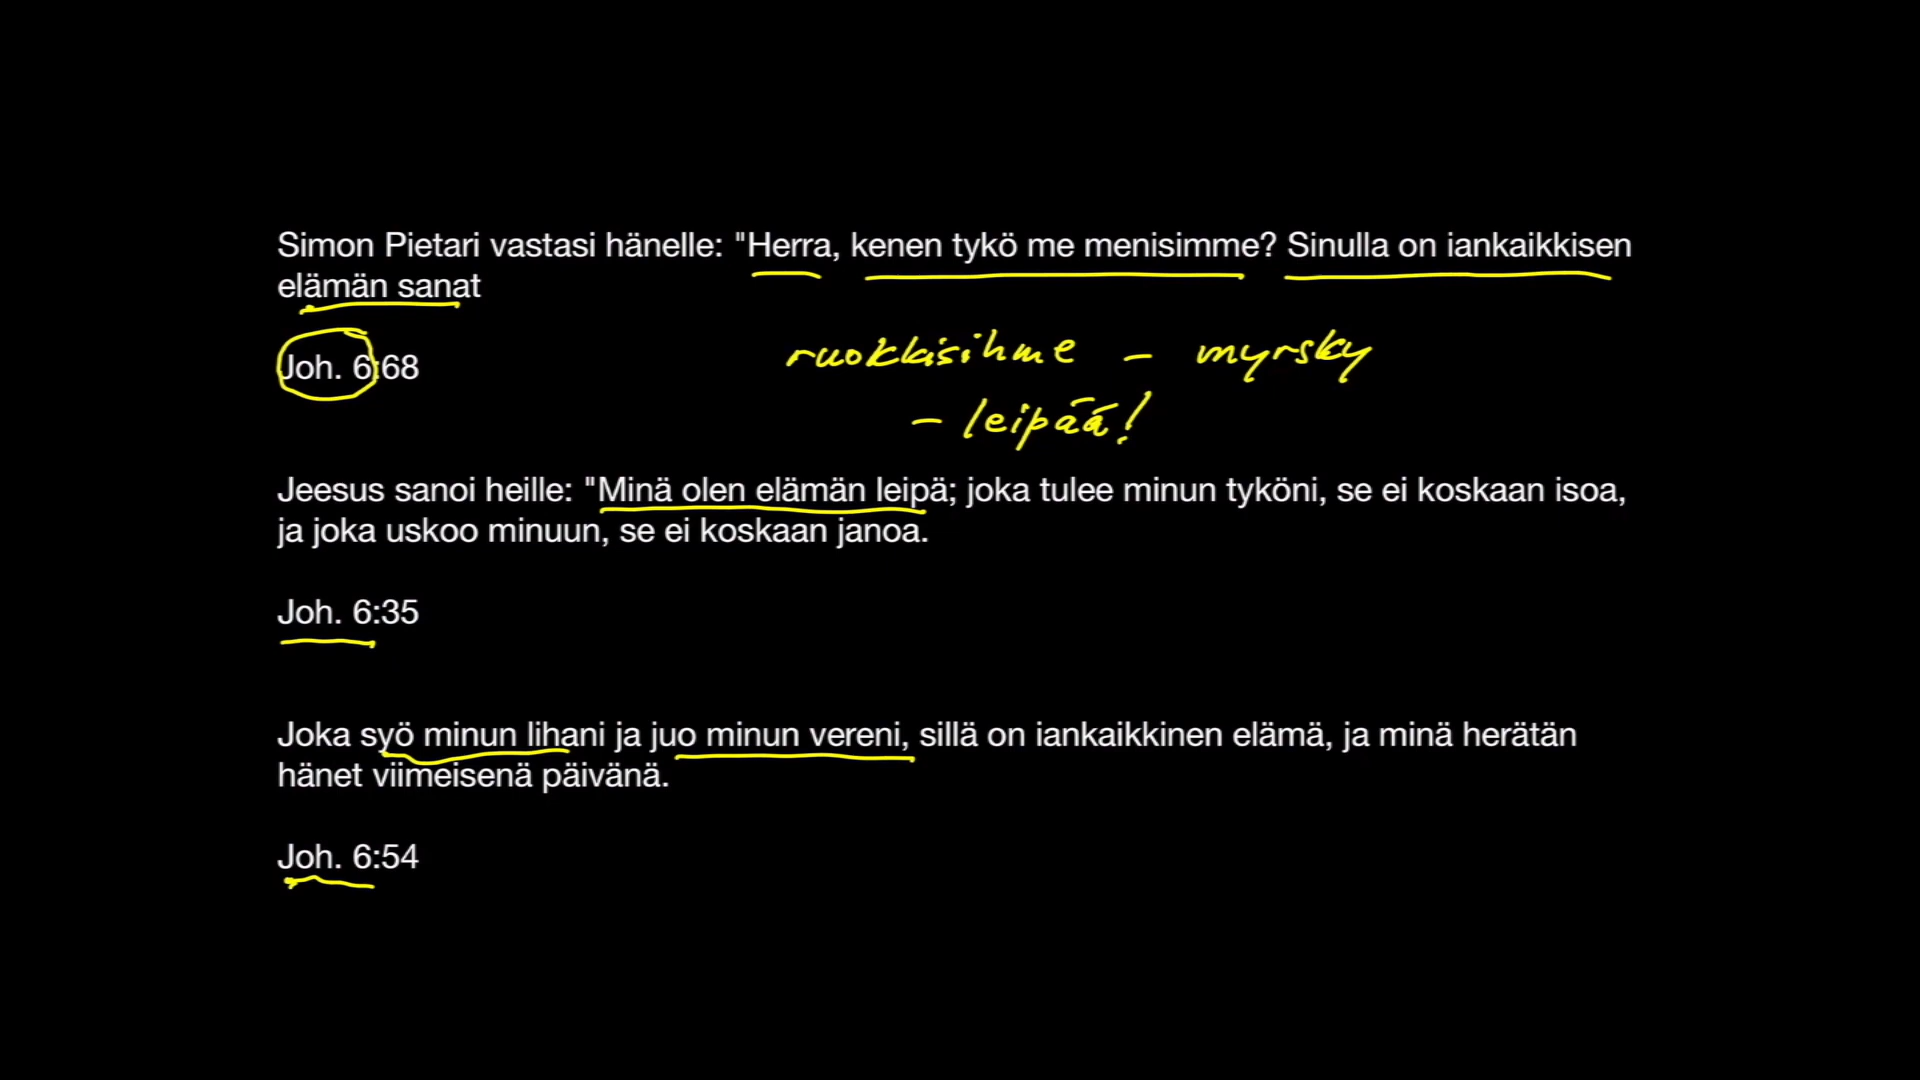 Simon Pietari vastasi hänelle: "Herra, kenen tykö me menisimme? Sinulla on iankaikkisen
elämän sanat
Joh. 6:68
ruokkisihme - myrsky
- leipää!
Jeesus sanoi heille: "Minä olen elämän leipä; joka tulee minun tyköni, se ei koskaan isoa,
ja joka uskoo minuun, se ei koskaan janoa.
Joh. 6:35
Joka syö minun lihani ja juo minun vereni, sillä on iankaikkinen elämä, ja minä herätän
hänet viimeisenä päivänä.
Joh. 6:54